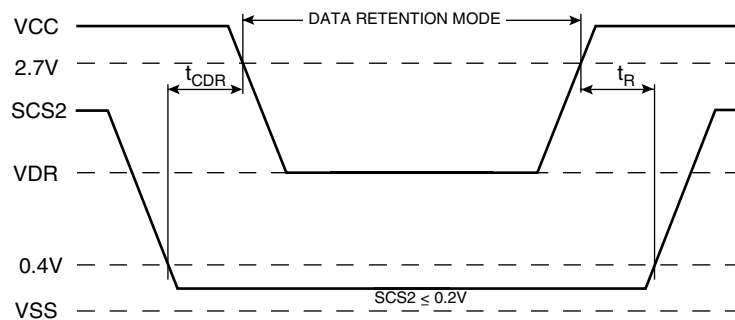 DATA RETENTION MODE
VCC
2.7V
tCDR
tR
SCS2
VDR
0.4V
SCS2 ≤ 0.2V
VSS